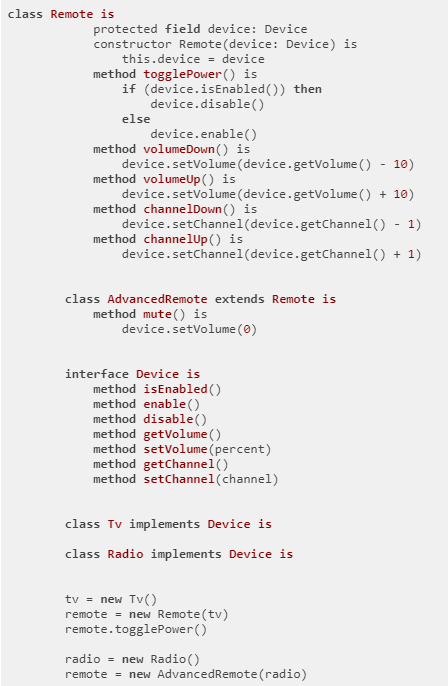 class Remote is
protected field device: Device
constructor Remote(device: Device) is
this.device = device
method togglePower() is
if (device.isEnabled()) then
device.disable()
else
device.enable()
method volumeDown() is
device.setVolume(device.getVolume() - 10)
method volumeUp() is
device.setVolume(device.getVolume() + 10)
method channelDown() is
device.setChannel(device.getChannel() - 1)
method channelUp() is
device.setChannel(device.getChannel() + 1)
class AdvancedRemote extends Remote is
method mute() is
device.setVolume(0)
interface Device is
method isEnabled()
method enable()
method disable()
method getVolume()
method setVolume(percent)
method getChannel()
method setChannel(channel)
class Tv implements Device is
class Radio implements Device is
tv = new Tv()
remote = new Remote(tv)
remote.togglePower()
radio = new Radio()
remote = new AdvancedRemote(radio)